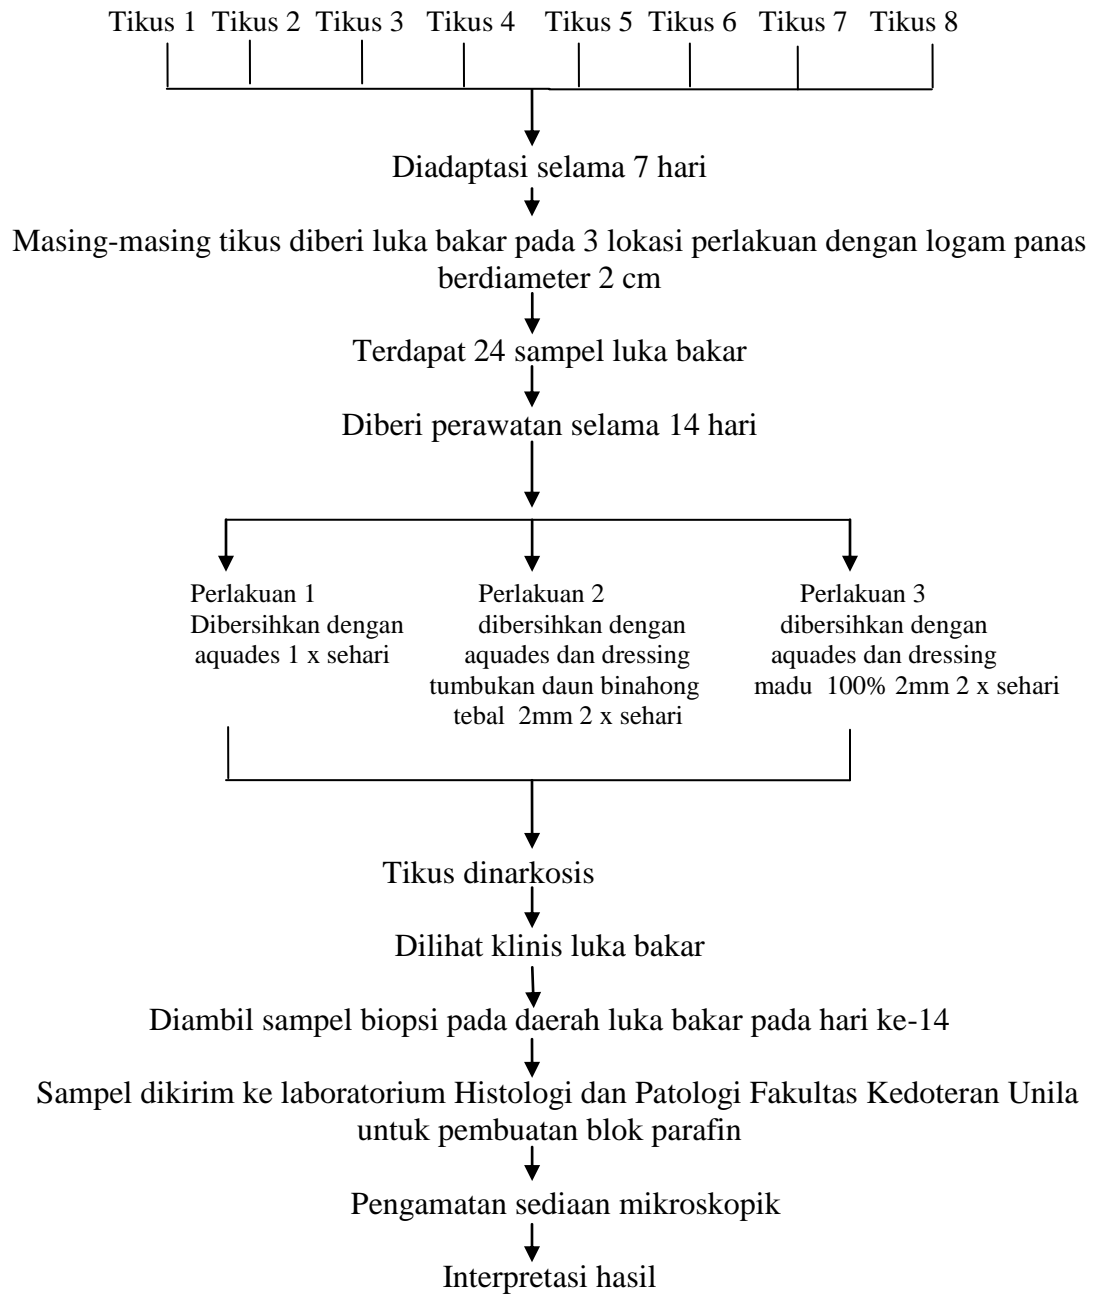 Tikus 1 Tikus 2 Tikus 3 Tikus 4 Tikus 5 Tikus 6 Tikus 7 Tikus 8
Diadaptasi selama 7 hari
Masing-masing tikus diberi luka bakar pada 3 lokasi perlakuan dengan logam panas
berdiameter 2 cm
Terdapat 24 sampel luka bakar
Diberi perawatan selama 14 hari
Perlakuan 1
Dibersihkan dengan
aquades 1 x sehari
Perlakuan 2
dibersihkan dengan
aquades dan dressing
tumbukan daun binahong
tebal 2mm 2 x sehari
Perlakuan 3
dibersihkan dengan
aquades dan dressing
madu 100% 2mm 2 x sehari
Tikus dinarkosis
Dilihat klinis luka bakar
Diambil sampel biopsi pada daerah luka bakar pada hari ke-14
Sampel dikirim ke laboratorium Histologi dan Patologi Fakultas Kedoteran Unila
untuk pembuatan blok parafin
Pengamatan sediaan mikroskopik
Interpretasi hasil